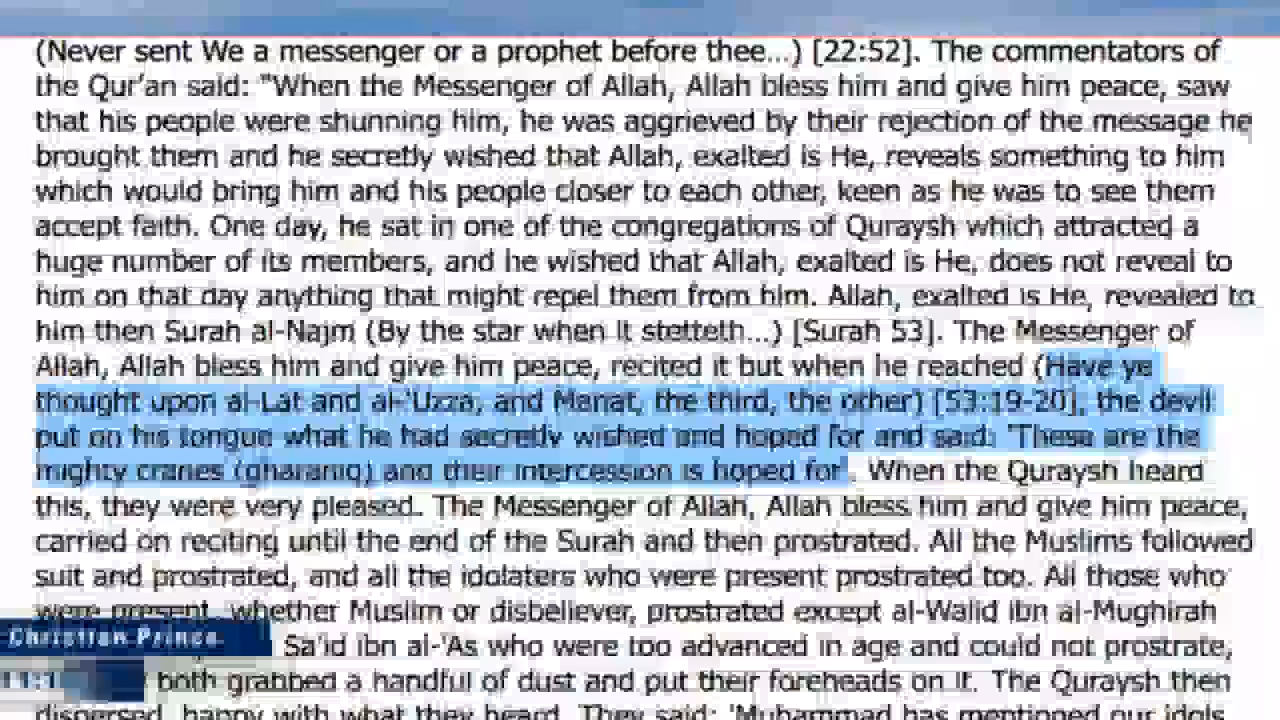 (Never sent We a messenger or a prophet before thee...) [22:52]. The commentators of
the Qur'an said: "When the Messenger of Allah, Allah bless him and give him peace, saw
that his people were shunning him, he was aggrieved by their rejection of the message he
brought them and he secretly wished that Allah, exalted is He, reveals something to him
which would bring him and his people closer to each other, keen as he was to see them
accept faith. One day, he sat in one of the congregations of Quraysh which attracted a
huge number of its members, and he wished that Allah, exalted is He, does not reveal to
him on that day anything that might repel them from him. Allah, exalted is He, revealed to
him then Surah al-Najm (By the star when it stetteth...) [Surah 53]. The Messenger of
Allah, Allah bless him and give him peace, recited it but when he reached (Have ye
thought upon al-Lat and al-'Uzza, and Manat, the third, the other) [53:19-20], the devil
put on his tongue what he had secretly wished and hoped for and said: 'These are the
mighty cranes (gharaniq) and their intercession is hoped for'. When the Quraysh heard
this, they were very pleased. The Messenger of Allah, Allah bless him and give him peace,
carried on reciting until the end of the Surah and then prostrated. All the Muslims followed
suit and prostrated, and all the idolaters who were present prostrated too. All those who
were present, whether Muslim or disbeliever, prostrated except al-Walid ibn al-Mughirah
Christian Prince
Sa'id ibn al-'As who were too advanced in age and could not prostrate,
both grabbed a handful of dust and put their foreheads on it. The Quraysh then
dispersed, happy with what they heard. They said: 'Muhammad has mentioned our idols